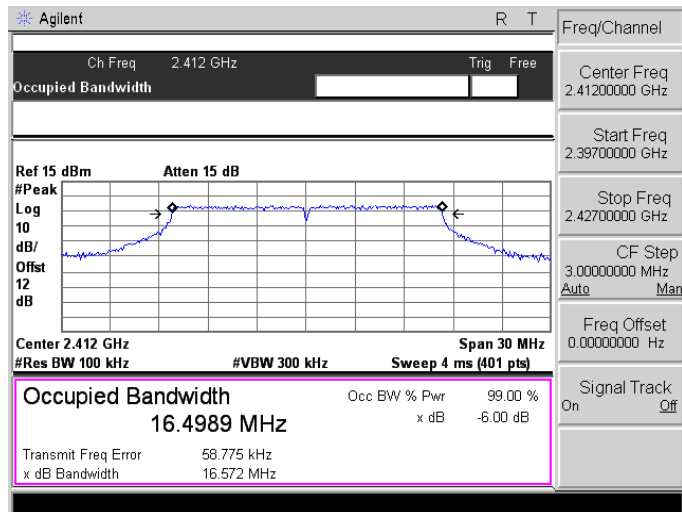 Agilent R T
Ch Freq 2.412 GHz Trig Free
Occupied Bandwidth
Ref 15 dBm Atten 15 dB
#Peak
Log
10
dB/
Offst
12
dB
Center 2.412 GHz Span 30 MHz
#Res BW 100 kHz #VBW 300 kHz Sweep 4 ms (401 pts)
Occupied Bandwidth Occ BW % Pwr 99.00 %
16.4989 MHz x dB -6.00 dB
Transmit Freq Error 58.775 kHz
x dB Bandwidth 16.572 MHz
Freq/Channel
Center Freq
2.41200000 GHz
Start Freq
2.39700000 GHz
Stop Freq
2.42700000 GHz
CF Step
3.00000000 MHz
Auto Man
Freq Offset
0.00000000 Hz
Signal Track
On Off